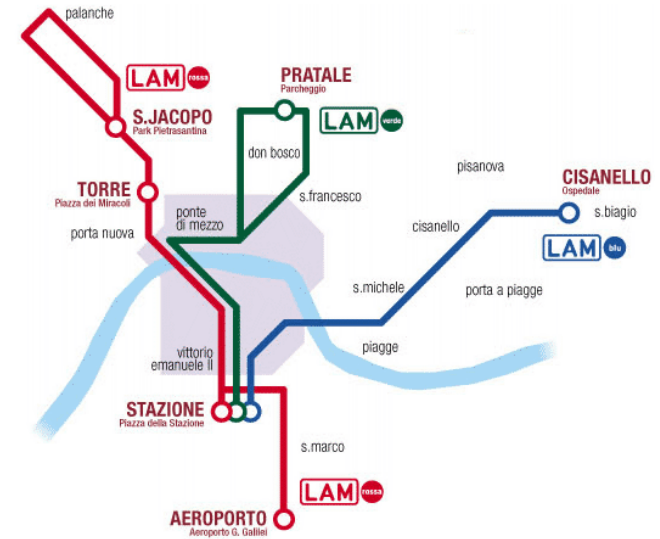 palanche
LAM rossa
S.JACOPO
Park Pietrasantina
PRATALE
Parcheggio
LAM verde
don bosco
TORRE
Piazza dei Miracoli
s.francesco
pisanova
CISANELLO
Ospedale
s.biagio
ponte
di mezzo
porta nuova
cisanello
LAM blu
s.michele
porta a piagge
vittorio
emanuele II
piagge
STAZIONE
Piazza della Stazione
s.marco
LAM rossa
AEROPORTO
Aeroporto G. Galilei